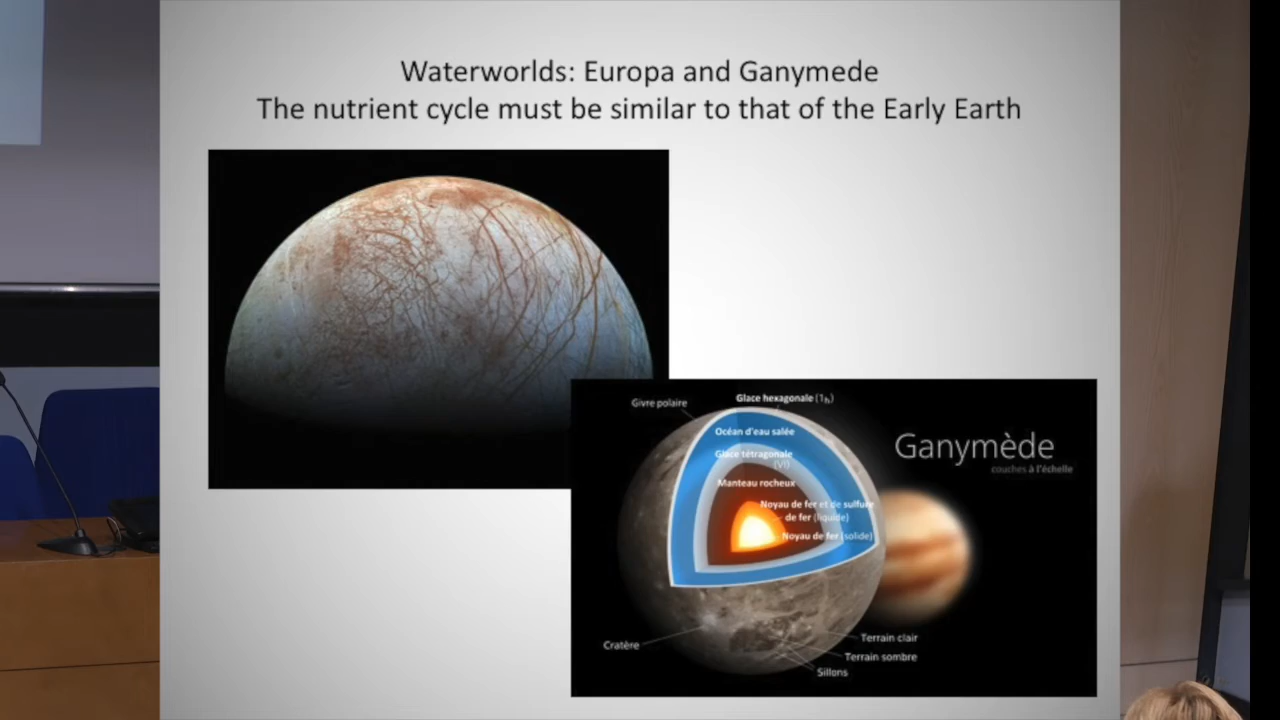 Waterworlds: Europa and Ganymede
The nutrient cycle must be similar to that of the Early Earth
Givre polaire
Glace hexagonale (1h)
Océan d'eau salée
Glace tétragonale
(VI)
Manteau rocheux
Noyau de fer et de sulfure
de fer (liquide)
Noyau de fer (solide)
Ganymède
couches à l'échelle
Cratère
Terrain clair
Terrain sombre
Sillons